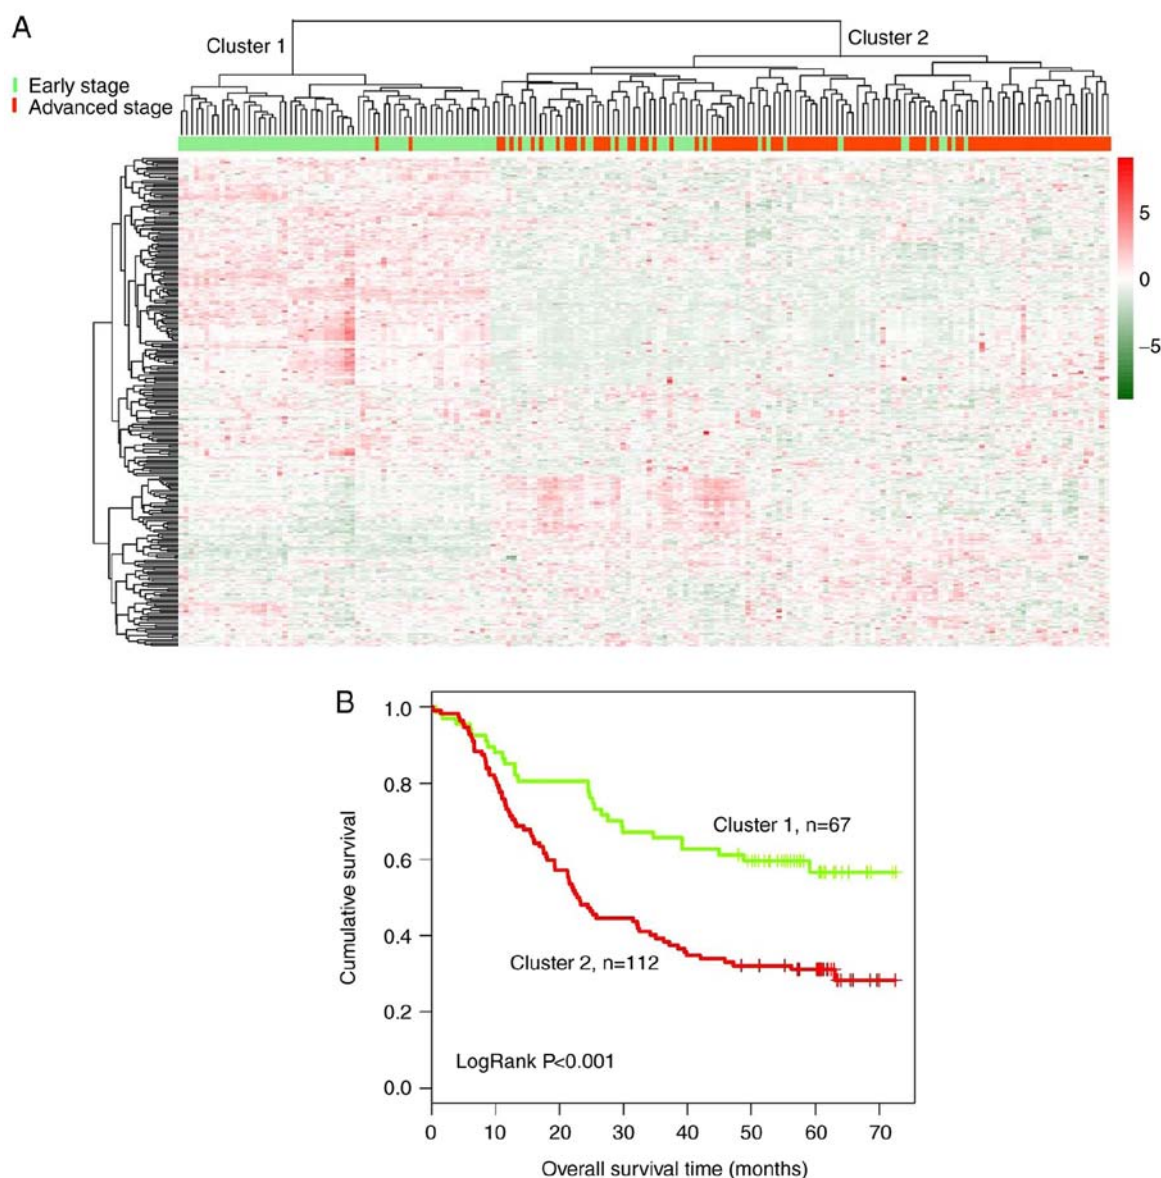 A
Cluster 1
Cluster 2
Early stage
Advanced stage
5
0
−5
B
1.0
0.8
0.6
0.4
0.2
0.0
Cumulative survival
Cluster 1, n=67
Cluster 2, n=112
LogRank P<0.001
0 10 20 30 40 50 60 70
Overall survival time (months)